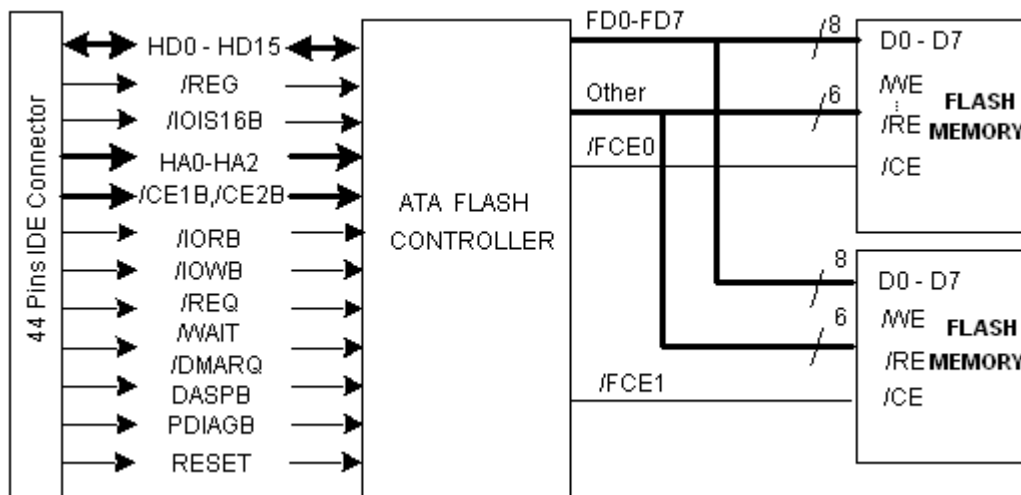 44 Pins IDE Connector
HD0 - HD15
/REG
/IOIS16B
HA0-HA2
/CE1B,/CE2B
/IORB
/IOWB
/REQ
/WAIT
/DMARQ
DASPB
PDIAGB
RESET
ATA FLASH
CONTROLLER
FD0-FD7
Other
/FCE0
/FCE1
8
6
D0 - D7
/WE
/RE
/CE
FLASH
MEMORY
8
6
D0 - D7
/WE
/RE
/CE
FLASH
MEMORY